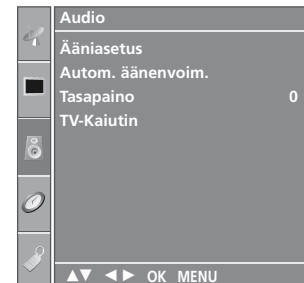 Audio
Ääniasetus
Autom. äänenvoim.
Tasapaino 0
TV-Kaiutin
▲▼ ◄► OK MENU